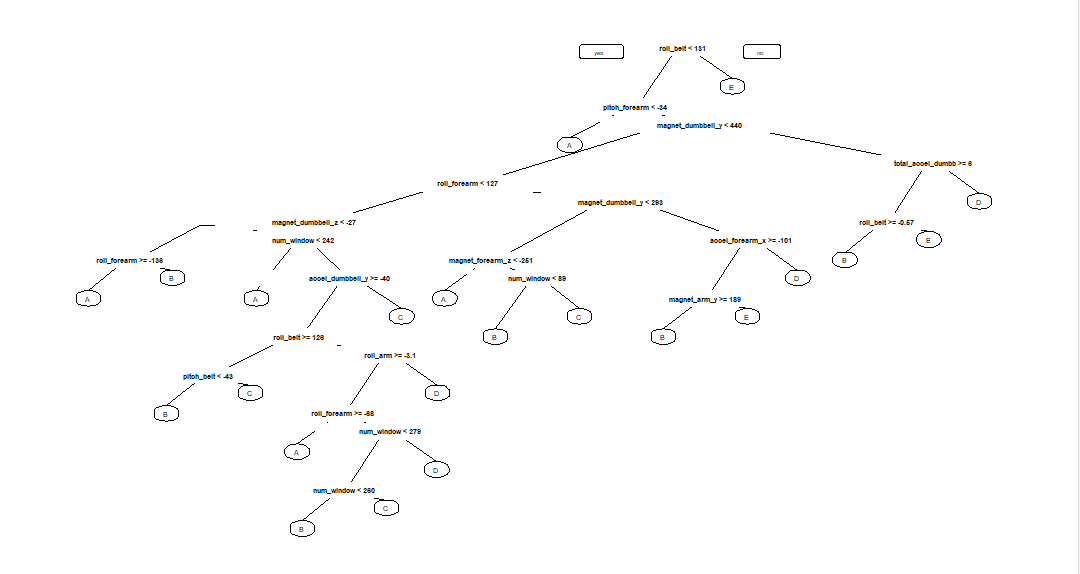 yes
roll_belt < 131
no
E
pitch_forearm < -34
magnet_dumbbell_y < 440
A
total_accel_dumbb >= 6
roll_forearm < 127
D
magnet_dumbbell_y < 293
magnet_dumbbell_z < -27
roll_belt >= -0.57
num_window < 242
accel_forearm_x >= -101
E
roll_forearm >= -136
magnet_forearm_z < -251
B
B
accel_dumbbell_y >= -40
num_window < 89
D
A
A
A
magnet_arm_y >= 189
C
C
E
roll_belt >= 126
B
B
roll_arm >= -3.1
pitch_belt < -43
C
D
B
roll_forearm >= -68
num_window < 279
A
D
num_window < 260
C
B